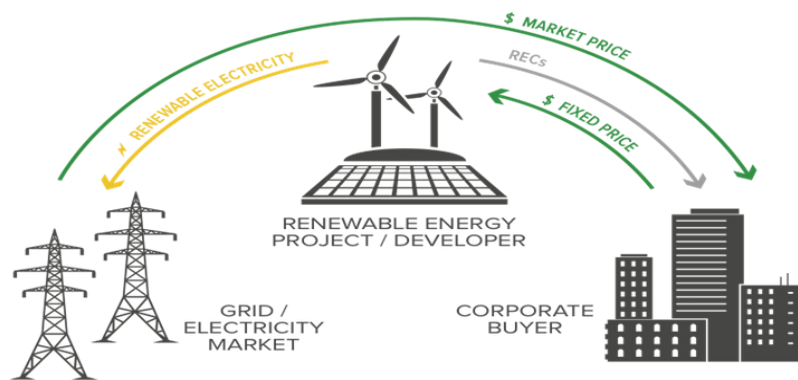 $ MARKET PRICE
RENEWABLE ELECTRICITY
RECs
$ FIXED PRICE
RENEWABLE ENERGY
PROJECT / DEVELOPER
GRID /
ELECTRICITY
MARKET
CORPORATE
BUYER